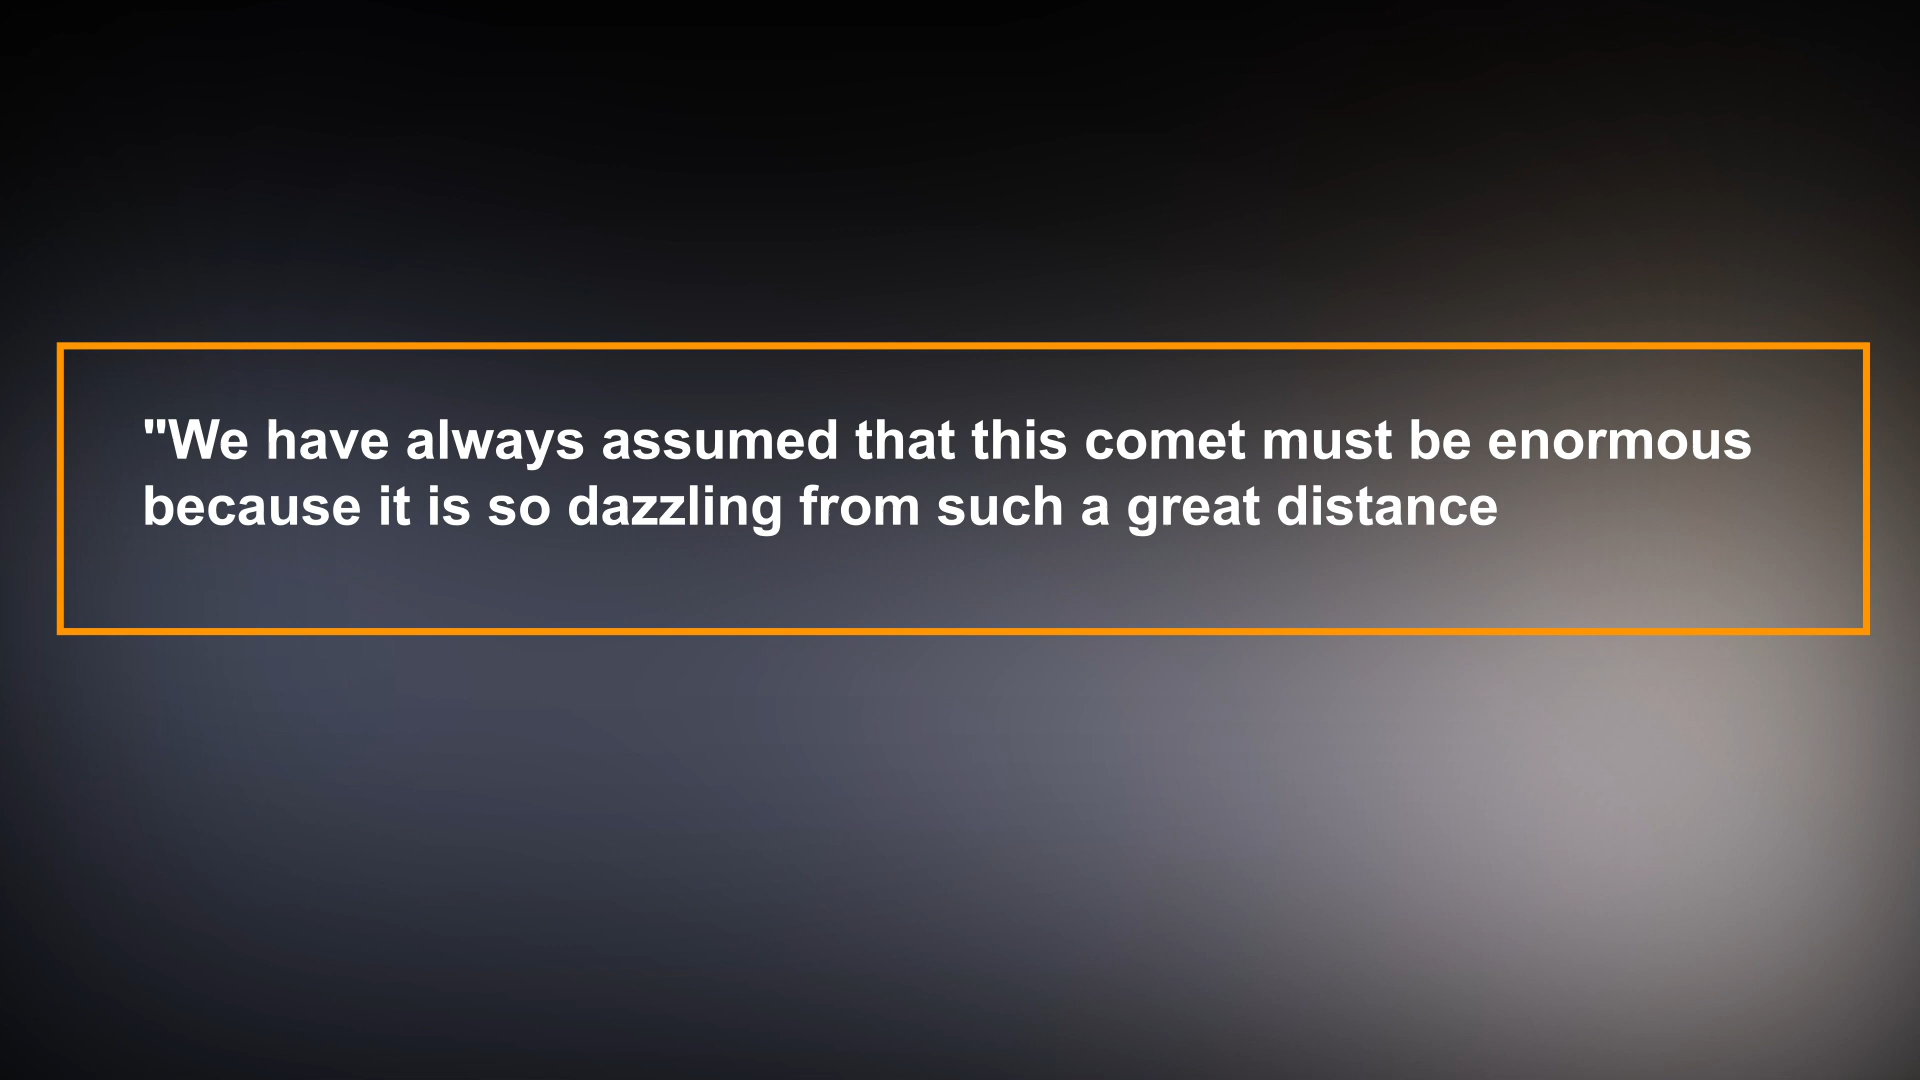 "We have always assumed that this comet must be enormous
because it is so dazzling from such a great distance